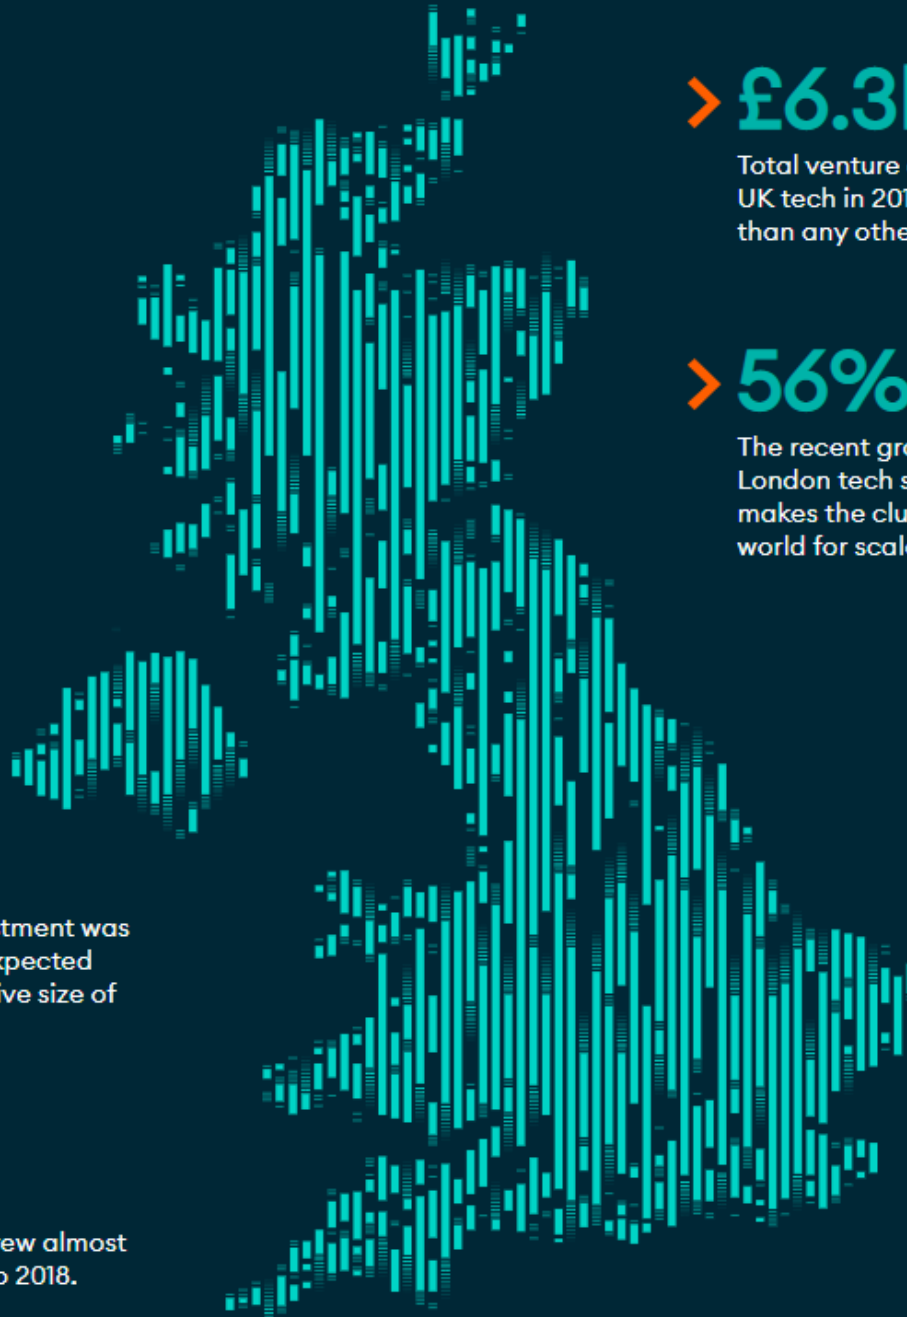 £6.3
Total venture
UK tech in 201
than any othe
56%
The recent gro
London tech s
makes the clu
world for scal
tment was
xpected
ive size of
ew almost
o 2018.